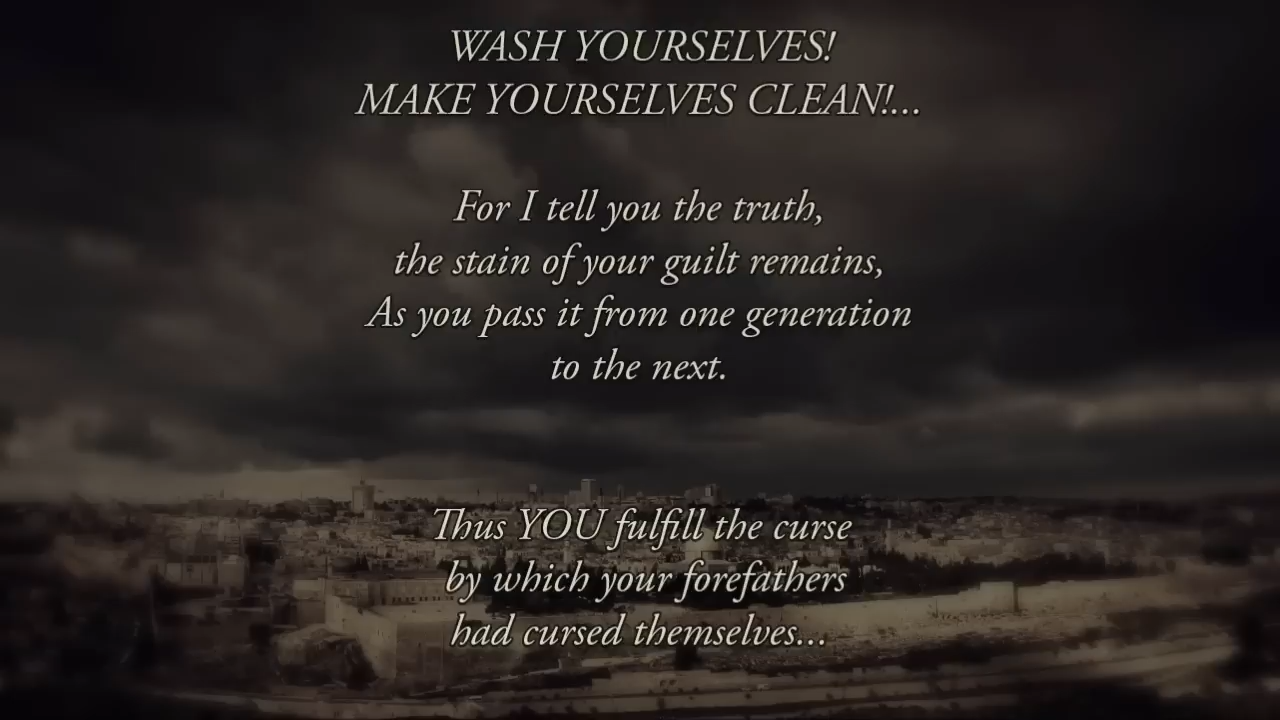 WASH YOURSELVES!
MAKE YOURSELVES CLEAN!...
For I tell you the truth,
the stain of your guilt remains,
As you pass it from one generation
to the next.
Thus YOU fulfill the curse
by which your forefathers
had cursed themselves...